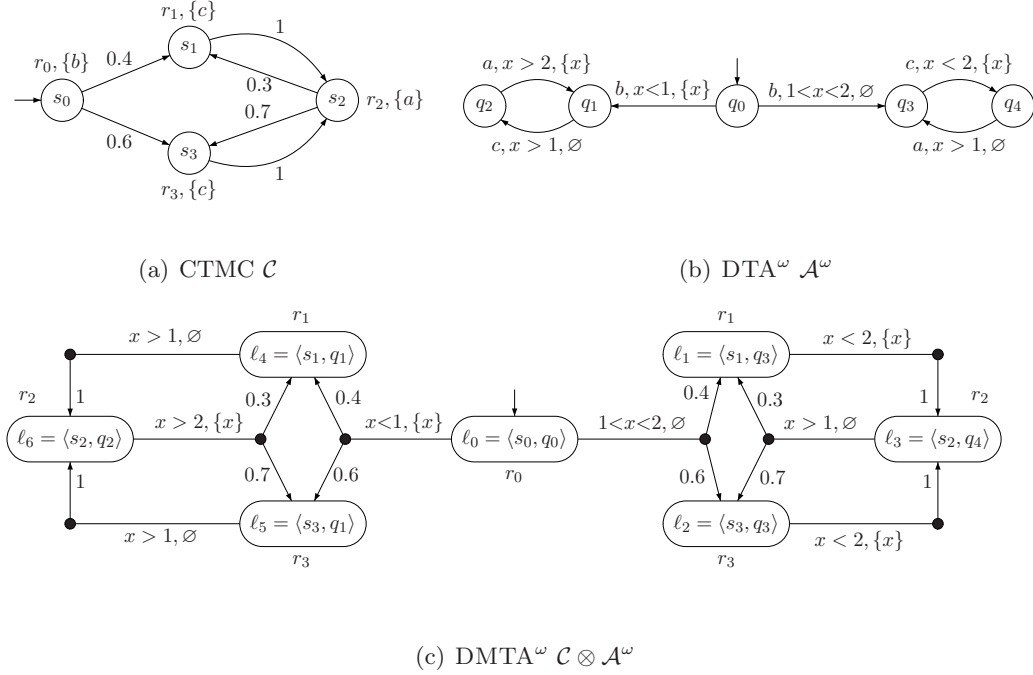 r₁, {c}
s₁
1
0.4
r₀, {b}
s₀
0.3
s₂
r₂, {a}
0.7
0.6
s₃
1
r₃, {c}
a, x > 2, {x}
q₂
q₁
b, x<1, {x}
q₀
b, 1<x<2, ∅
c, x > 1, ∅
c, x < 2, {x}
q₃
q₄
a, x > 1, ∅
(a) CTMC 𝒞
(b) DTA^ω 𝒜^ω
x > 1, ∅
r₁
ℓ₄ = ⟨s₁, q₁⟩
r₁
ℓ₁ = ⟨s₁, q₃⟩
x < 2, {x}
r₂
1
0.3
0.4
0.4
0.3
1
r₂
ℓ₆ = ⟨s₂, q₂⟩
x > 2, {x}
x<1, {x}
ℓ₀ = ⟨s₀, q₀⟩
r₀
1<x<2, ∅
x > 1, ∅
ℓ₃ = ⟨s₂, q₄⟩
1
0.7
0.6
0.6
0.7
1
x > 1, ∅
ℓ₅ = ⟨s₃, q₁⟩
r₃
ℓ₂ = ⟨s₃, q₃⟩
r₃
x < 2, {x}
(c) DMTA^ω 𝒞 ⊗ 𝒜^ω